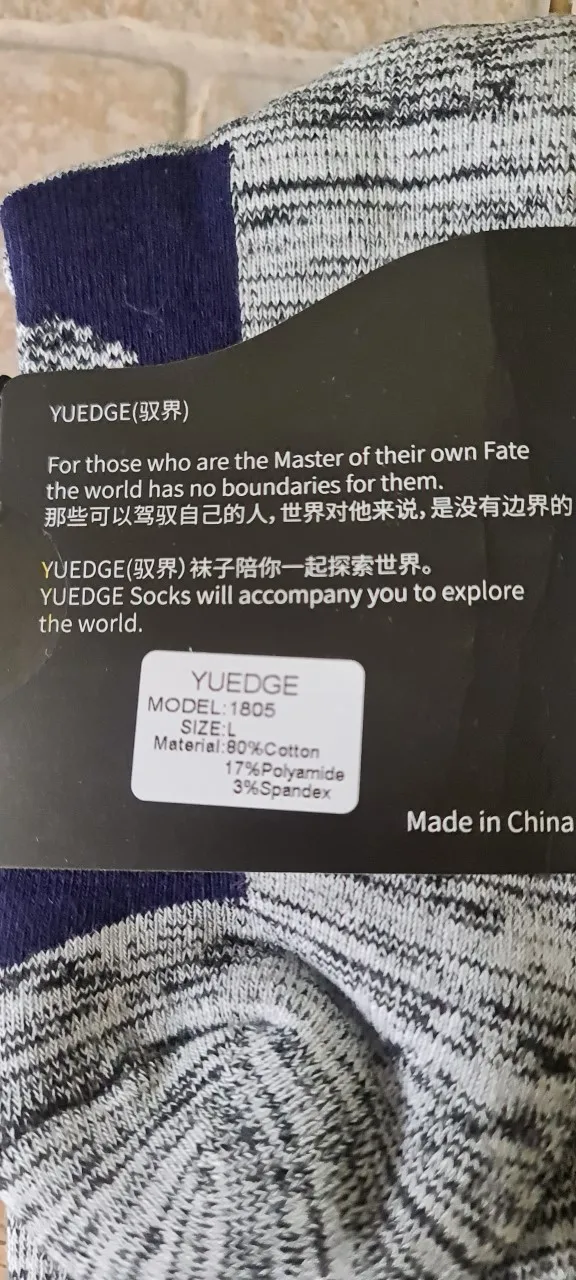 YUEDGE(驭界)
For those who are the Master of their own Fate
the world has no boundaries for them.
那些可以驾驭自己的人，世界对他来说，是没有边界的
YUEDGE(驭界) 袜子陪你一起探索世界。
YUEDGE Socks will accompany you to explore
the world.
YUEDGE
MODEL:1805
SIZE:L
Material:80%Cotton
17%Polyamide
3%Spandex
Made in China